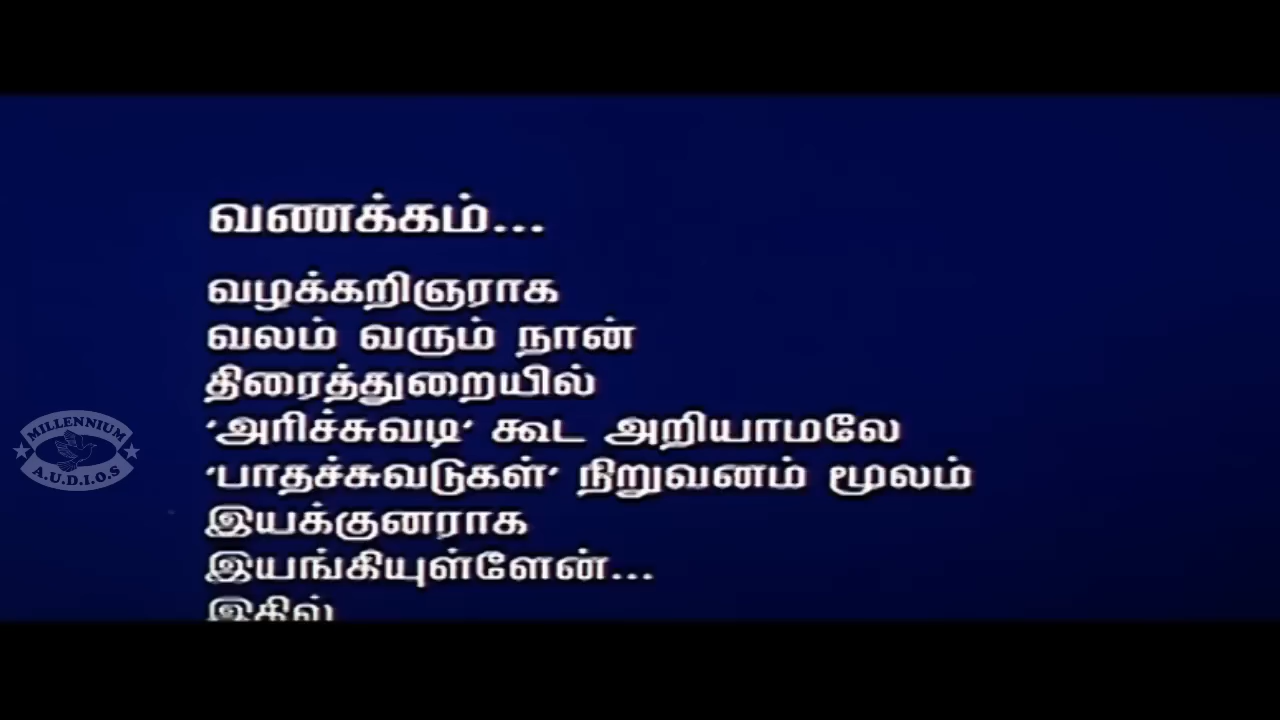 வணக்கம்...
வழக்கறிஞராக
வலம் வரும் நான்
திரைத்துறையில்
‘அரிச்சுவடி‘ கூட அறியாமலே
‘பாதச்சுவடுகள்‘ நிறுவனம் மூலம்
இயக்குனராக
இயங்கியுள்ளேன்...
இதில்
MILLENNIUM
A.U.D.I.O.S